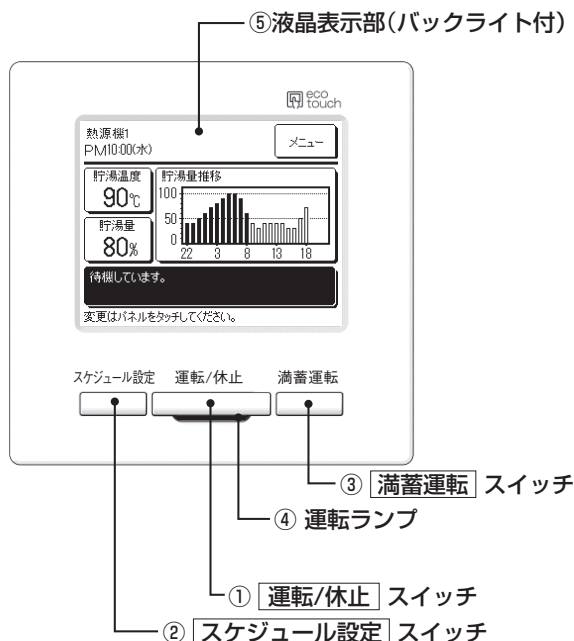 ⑤液晶表示部(バックライト付)
eco
touch
熱源機1
PM10:00(水)
メニュー
貯湯温度
90℃
貯湯量
80%
貯湯量推移
100
50
0
22 3 8 13 18
待機しています。
変更はパネルをタッチしてください。
スケジュール設定 運転/休止 満蓄運転
③ 満蓄運転 スイッチ
④ 運転ランプ
① 運転/休止 スイッチ
② スケジュール設定 スイッチ